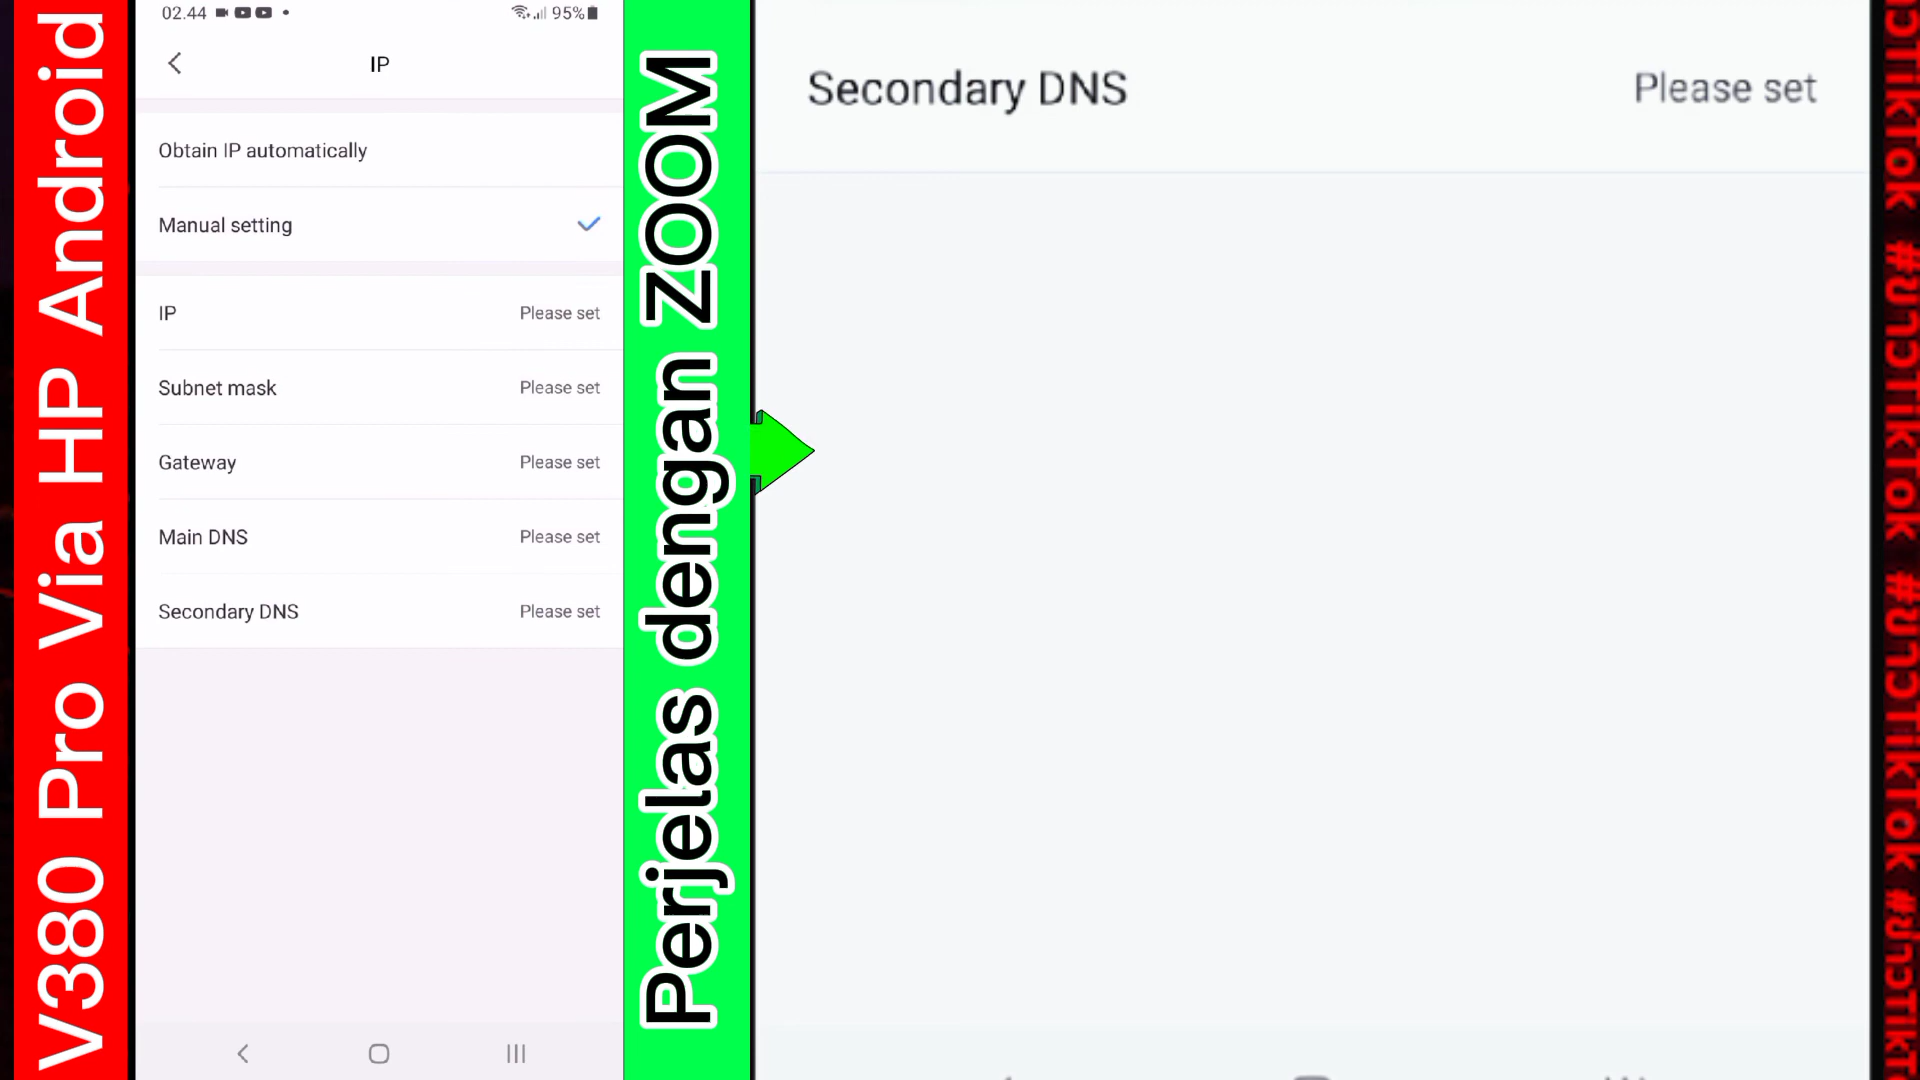 V380 Pro Via HP Android
02.44
95%
IP
Obtain IP automatically
Manual setting
IP Please set
Subnet mask Please set
Gateway Please set
Main DNS Please set
Secondary DNS Please set
Perjelas dengan ZOOM
Secondary DNS Please set